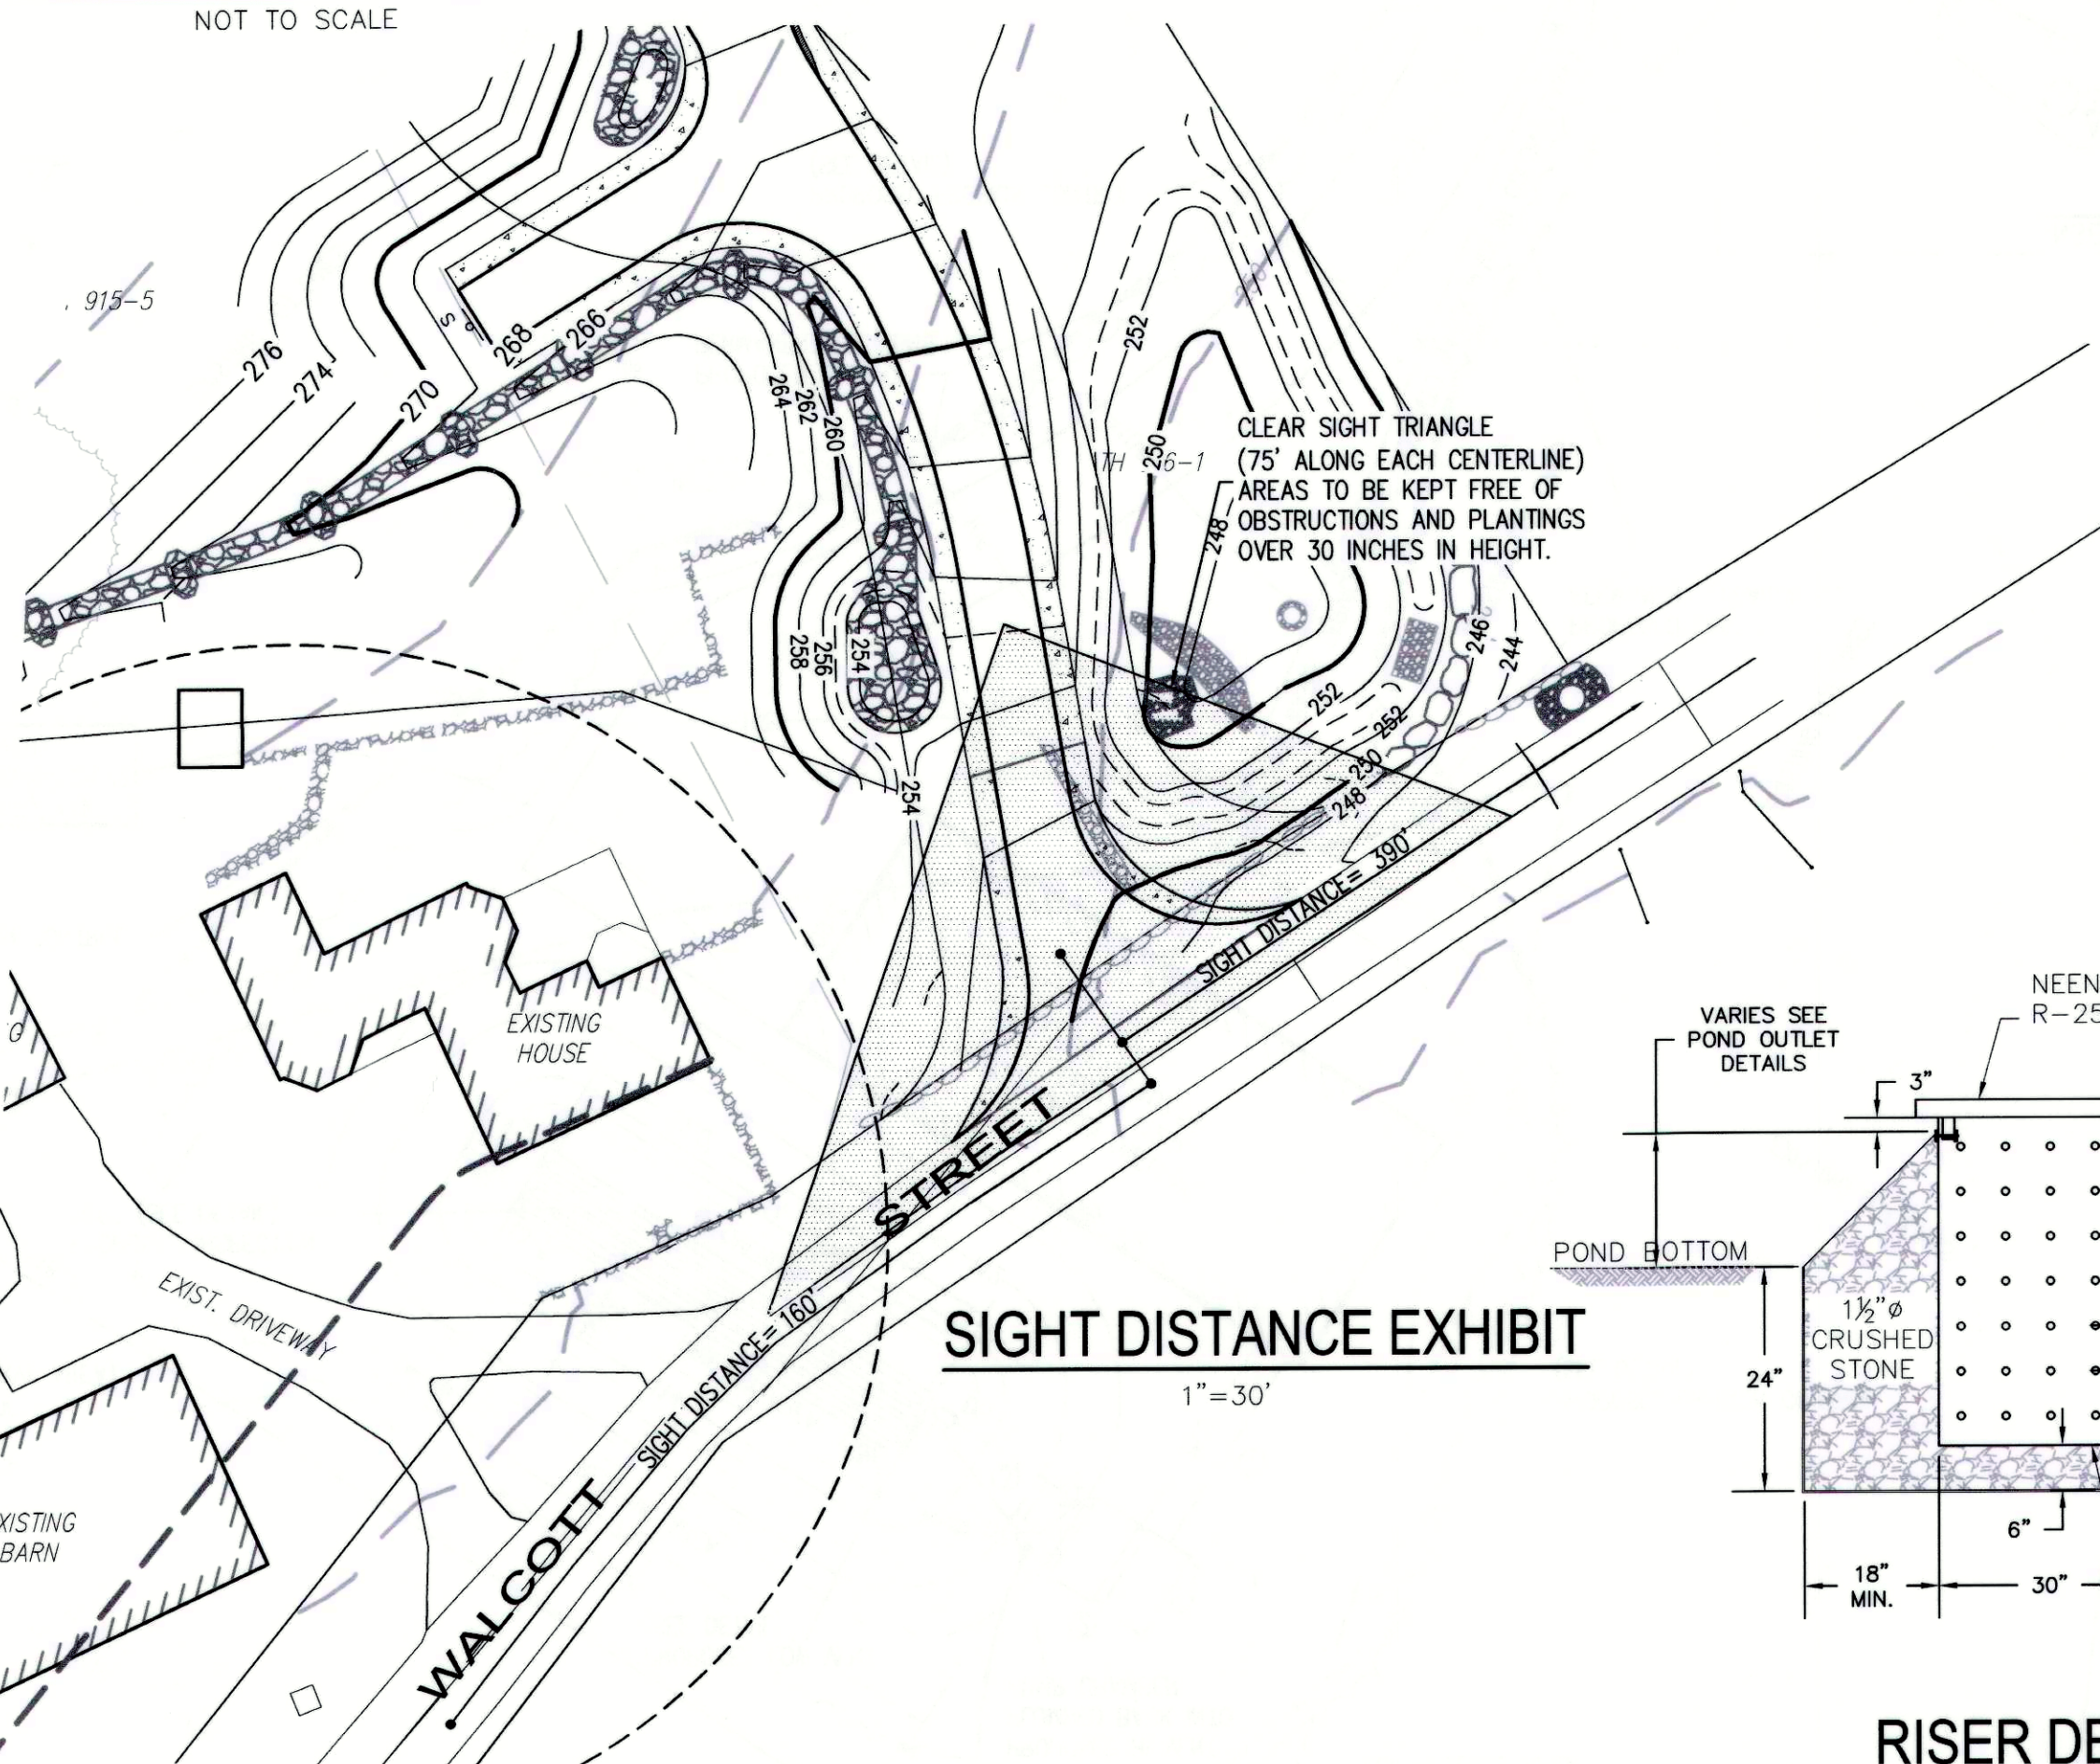 NOT TO SCALE
915-5
276
274
270
268
266
264
262
260
258
256
254
254
252
250
248
CLEAR SIGHT TRIANGLE
(75' ALONG EACH CENTERLINE)
AREAS TO BE KEPT FREE OF
OBSTRUCTIONS AND PLANTINGS
OVER 30 INCHES IN HEIGHT.
246
244
252
252
250
248
SIGHT DISTANCE= 390'
EXISTING
HOUSE
EXIST. DRIVEWAY
SIGHT DISTANCE= 160'
WALCOTT STREET
SIGHT DISTANCE EXHIBIT
1"=30'
VARIES SEE
POND OUTLET
DETAILS
3"
POND BOTTOM
1½"ø
CRUSHED
STONE
24"
6"
18"
MIN.
30"
RISER